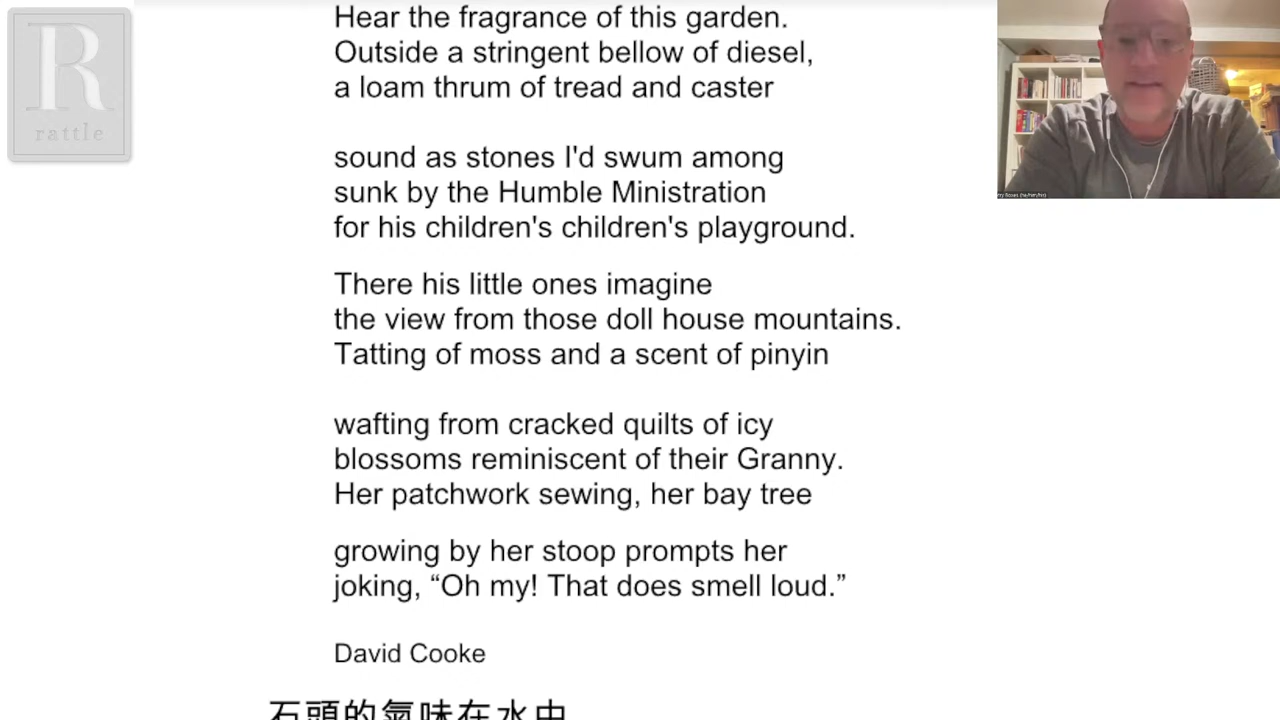 R
rattle
Hear the fragrance of this garden.
Outside a stringent bellow of diesel,
a loam thrum of tread and caster
sound as stones I'd swum among
sunk by the Humble Ministration
for his children's children's playground.
There his little ones imagine
the view from those doll house mountains.
Tatting of moss and a scent of pinyin
wafting from cracked quilts of icy
blossoms reminiscent of their Granny.
Her patchwork sewing, her bay tree
growing by her stoop prompts her
joking, “Oh my! That does smell loud.”
David Cooke
石頭的氣味在水中